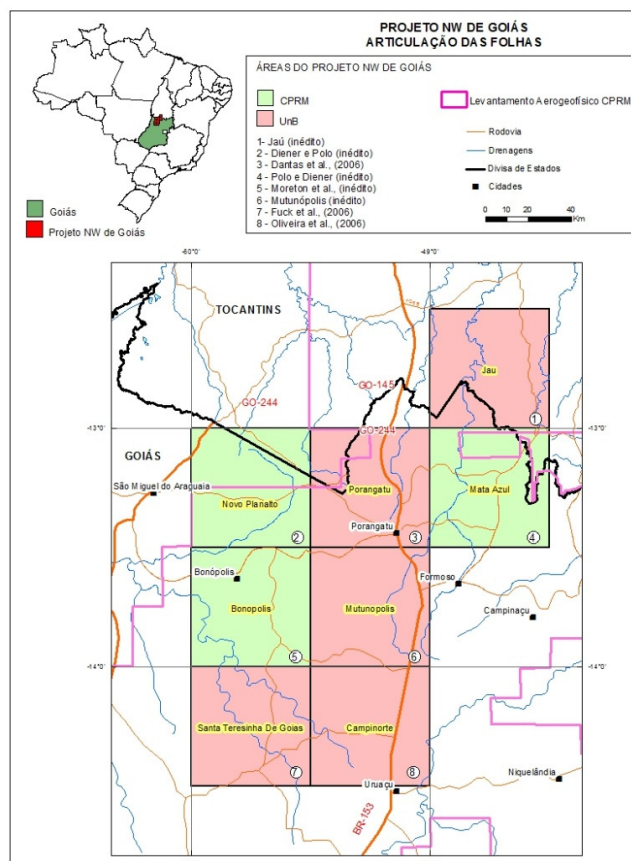 PROJETO NW DE GOIÁS
ARTICULAÇÃO DAS FOLHAS
ÁREAS DO PROJETO NW DE GOIÁS
CPRM
UnB
1- Jaú (inédito)
2 - Diener e Polo (inédito)
3 - Dantas et al., (2006)
4 - Polo e Diener (inédito)
5 - Moreton et al., (inédito)
6 - Mutunópolis (inédito)
7 - Fuck et al., (2006)
8 - Oliveira et al., (2006)
Levantamento Aerogeofísico CPRM
Rodovia
Drenagens
Divisa de Estados
Cidades
0 10 20 40
Km
Goiás
Projeto NW de Goiás
-50°0'
-49°0'
TOCANTINS
GO-145
Jau
GO-244
1
-13°0'
-13°0'
GO-244
GOIÁS
São Miguel do Araguaia
Porangatu
Mata Azul
Novo Planalto
Porangatu
2
3
4
Bonópolis
Formoso
Bonopolis
Mutunopolis
Campinaçu
5
6
-14°0'
-14°0'
Santa Teresinha De Goias
Campinorte
7
8
Uruaçu
Niquelândia
BR-153